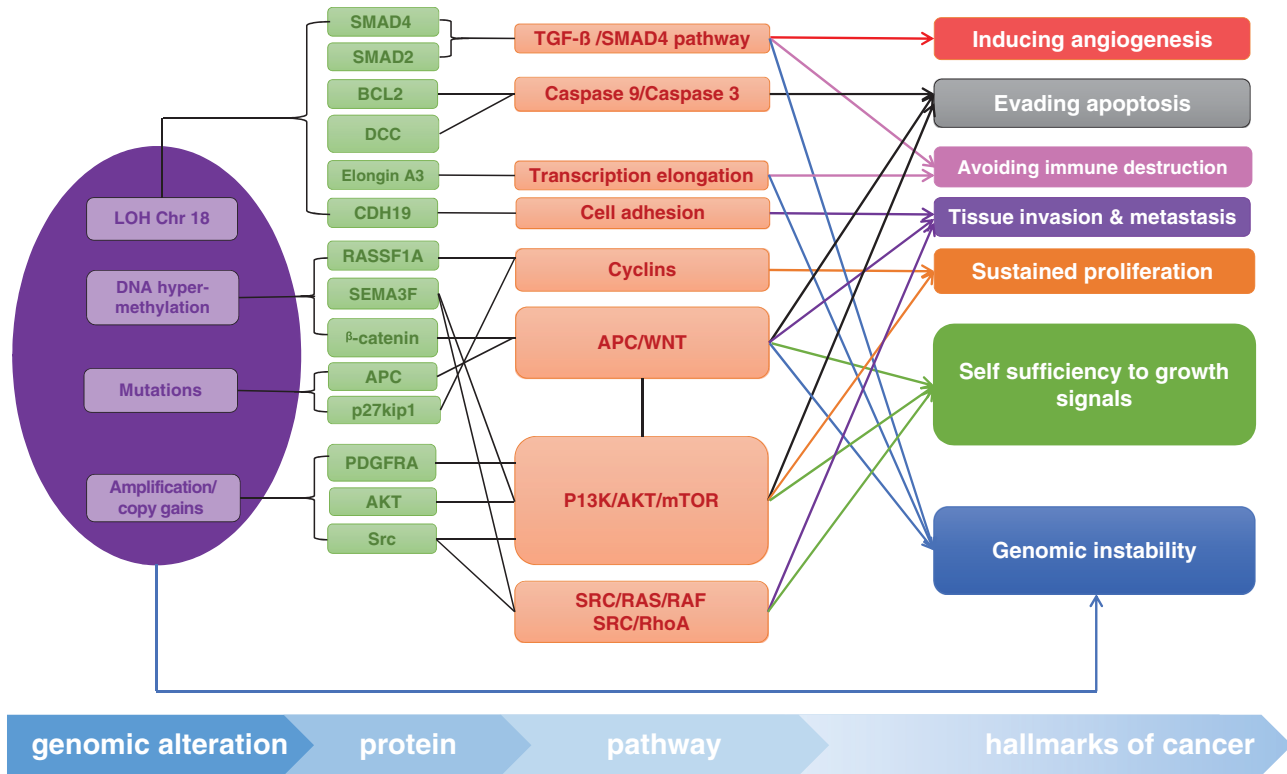 LOH Chr 18
DNA hyper-
methylation
Mutations
Amplification/
copy gains
SMAD4
SMAD2
BCL2
DCC
Elongin A3
CDH19
RASSF1A
SEMA3F
β-catenin
APC
p27kip1
PDGFRA
AKT
Src
TGF-ß /SMAD4 pathway
Caspase 9/Caspase 3
Transcription elongation
Cell adhesion
Cyclins
APC/WNT
P13K/AKT/mTOR
SRC/RAS/RAF
SRC/RhoA
Inducing angiogenesis
Evading apoptosis
Avoiding immune destruction
Tissue invasion & metastasis
Sustained proliferation
Self sufficiency to growth
signals
Genomic instability
genomic alteration
protein
pathway
hallmarks of cancer